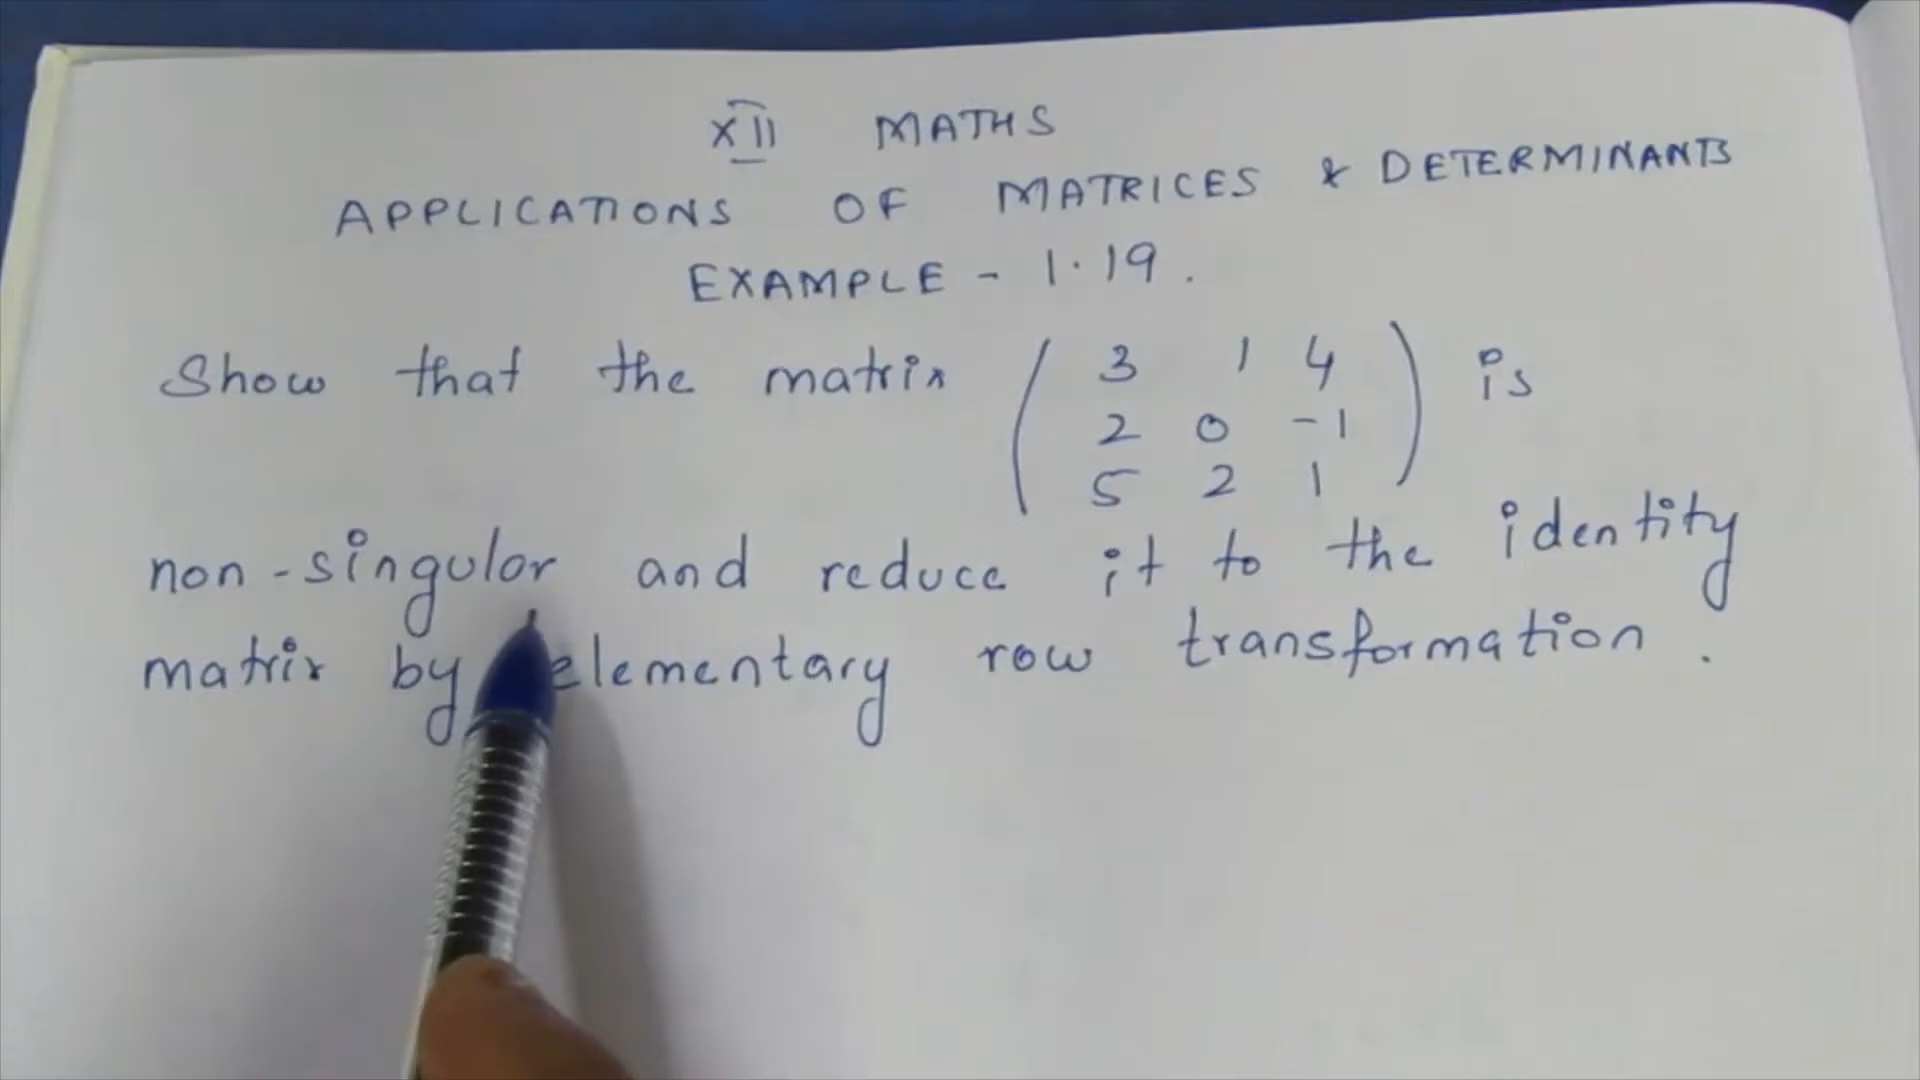 XII MATHS
APPLICATIONS OF MATRICES & DETERMINANTS
EXAMPLE - 1.19.
Show that the matrix ( 3 1 4 ) is
2 0 -1
5 2 1
non-singular and reduce it to the identity
matrix by elementary row transformation.